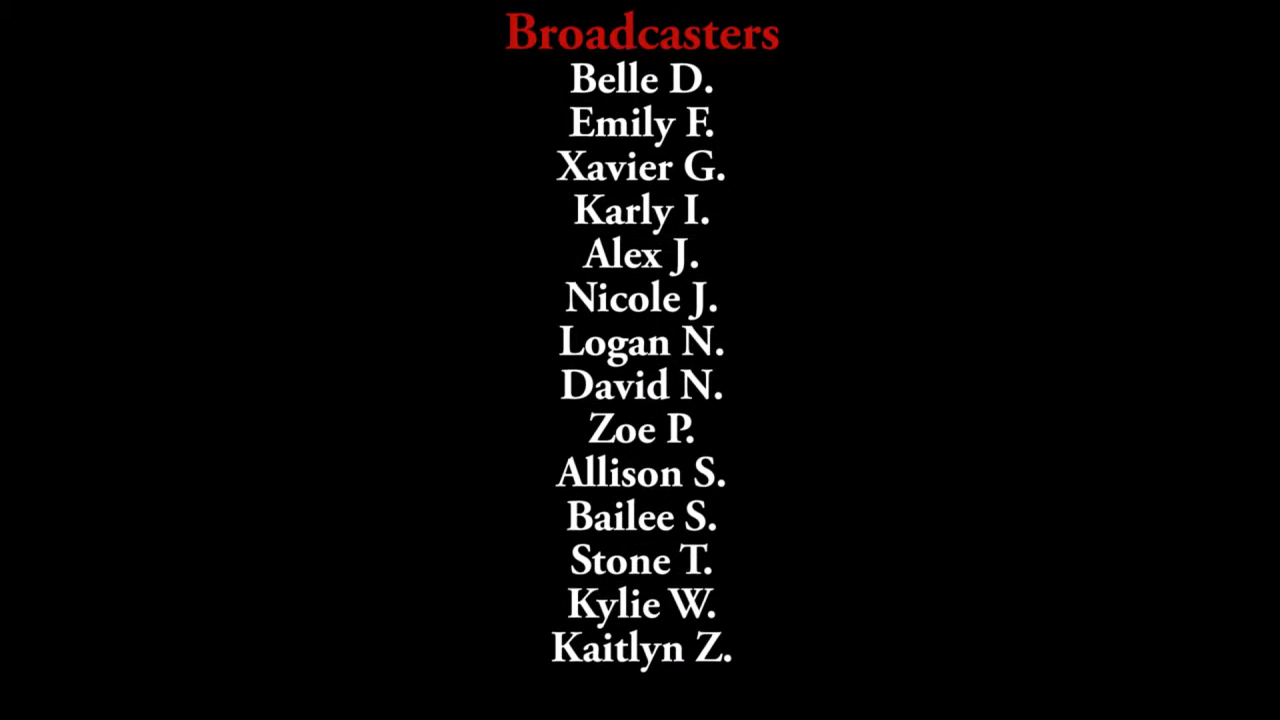 Broadcasters
Belle D.
Emily F.
Xavier G.
Karly I.
Alex J.
Nicole J.
Logan N.
David N.
Zoe P.
Allison S.
Bailee S.
Stone T.
Kylie W.
Kaitlyn Z.